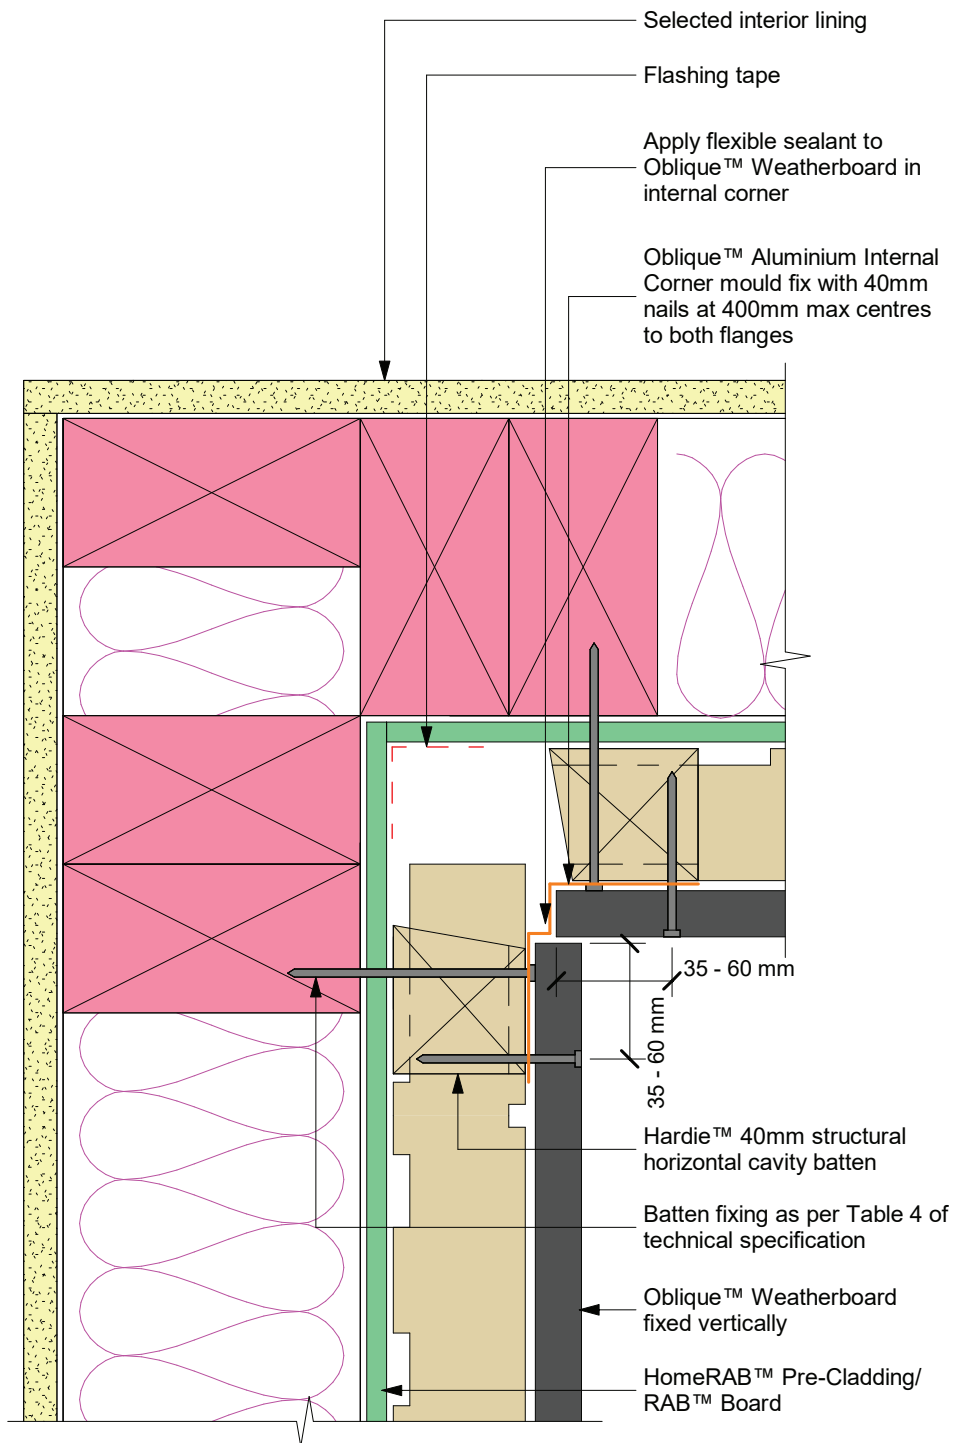 Selected interior lining
Flashing tape
Apply flexible sealant to
Oblique™ Weatherboard in
internal corner
Oblique™ Aluminium Internal
Corner mould fix with 40mm
nails at 400mm max centres
to both flanges
35 - 60 mm
35 - 60 mm
Hardie™ 40mm structural
horizontal cavity batten
Batten fixing as per Table 4 of
technical specification
Oblique™ Weatherboard
fixed vertically
HomeRAB™ Pre-Cladding/
RAB™ Board